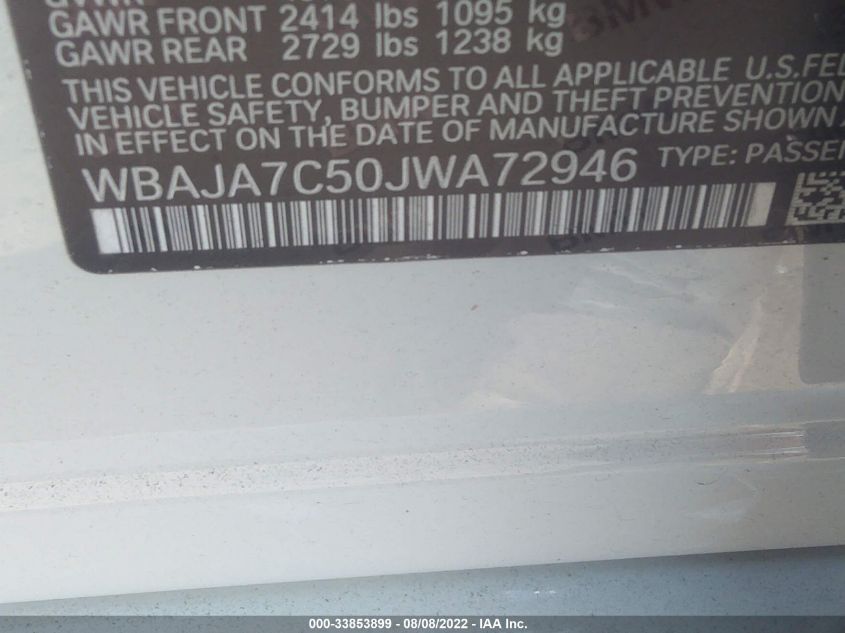 GAWR FRONT 2414 lbs 1095 kg
GAWR REAR 2729 lbs 1238 kg
THIS VEHICLE CONFORMS TO ALL APPLICABLE U.S.FE
VEHICLE SAFETY, BUMPER AND THEFT PREVENTION
IN EFFECT ON THE DATE OF MANUFACTURE SHOWN A
WBAJA7C50JWA72946 TYPE: PASSE
000-33853899 - 08/08/2022 - IAA Inc.